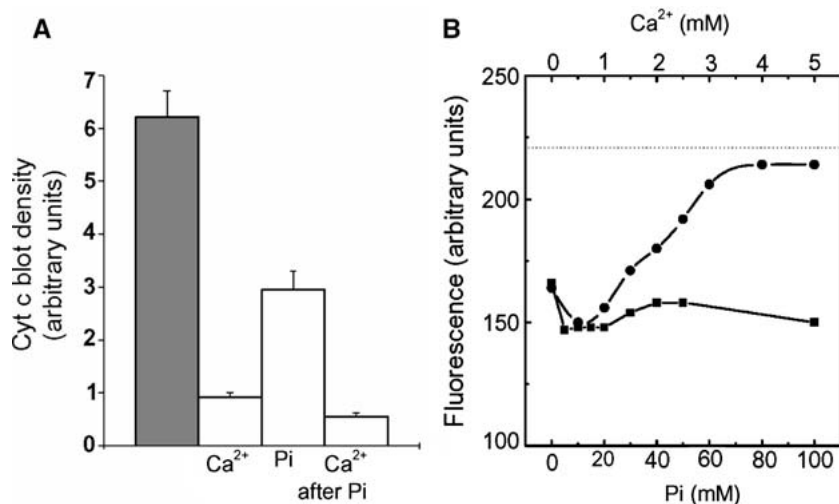 A
Cyt c blot density
(arbitrary units)
7
6
5
4
3
2
1
0
Ca²⁺
Pi
Ca²⁺
after Pi
B
Ca²⁺ (mM)
0 1 2 3 4 5
Fluorescence (arbitrary units)
250
200
150
100
0 20 40 60 80 100
Pi (mM)